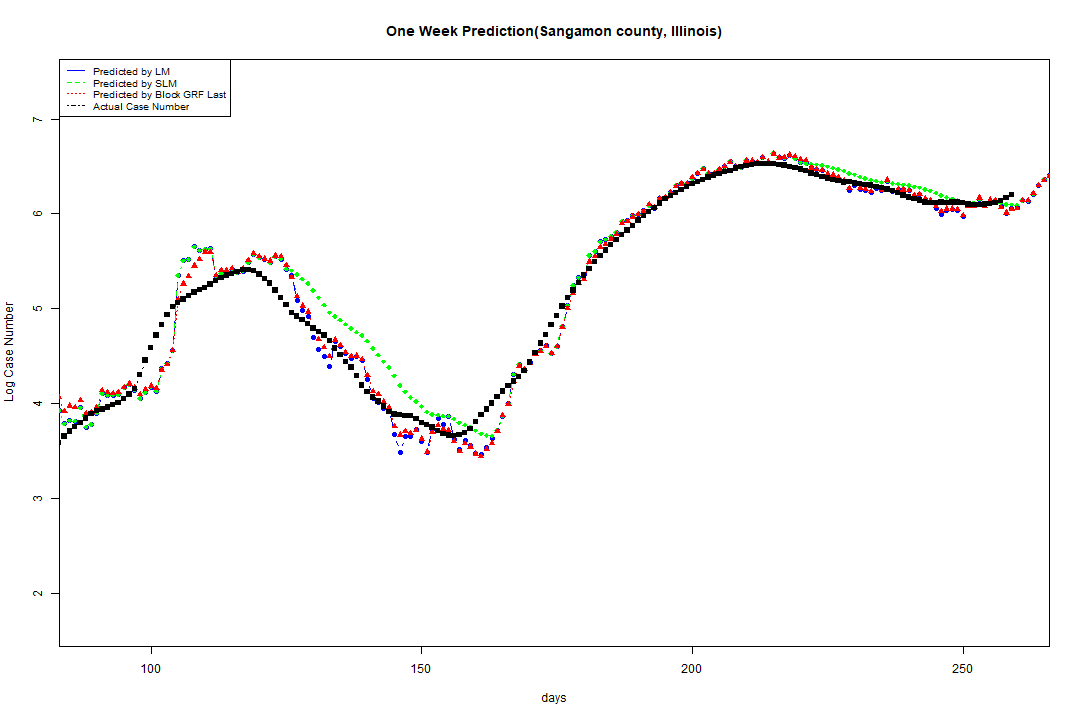 One Week Prediction(Sangamon county, Illinois)
Predicted by LM
Predicted by SLM
Predicted by Block GRF Last
Actual Case Number
Log Case Number
7
6
5
4
3
2
100
150
200
250
days